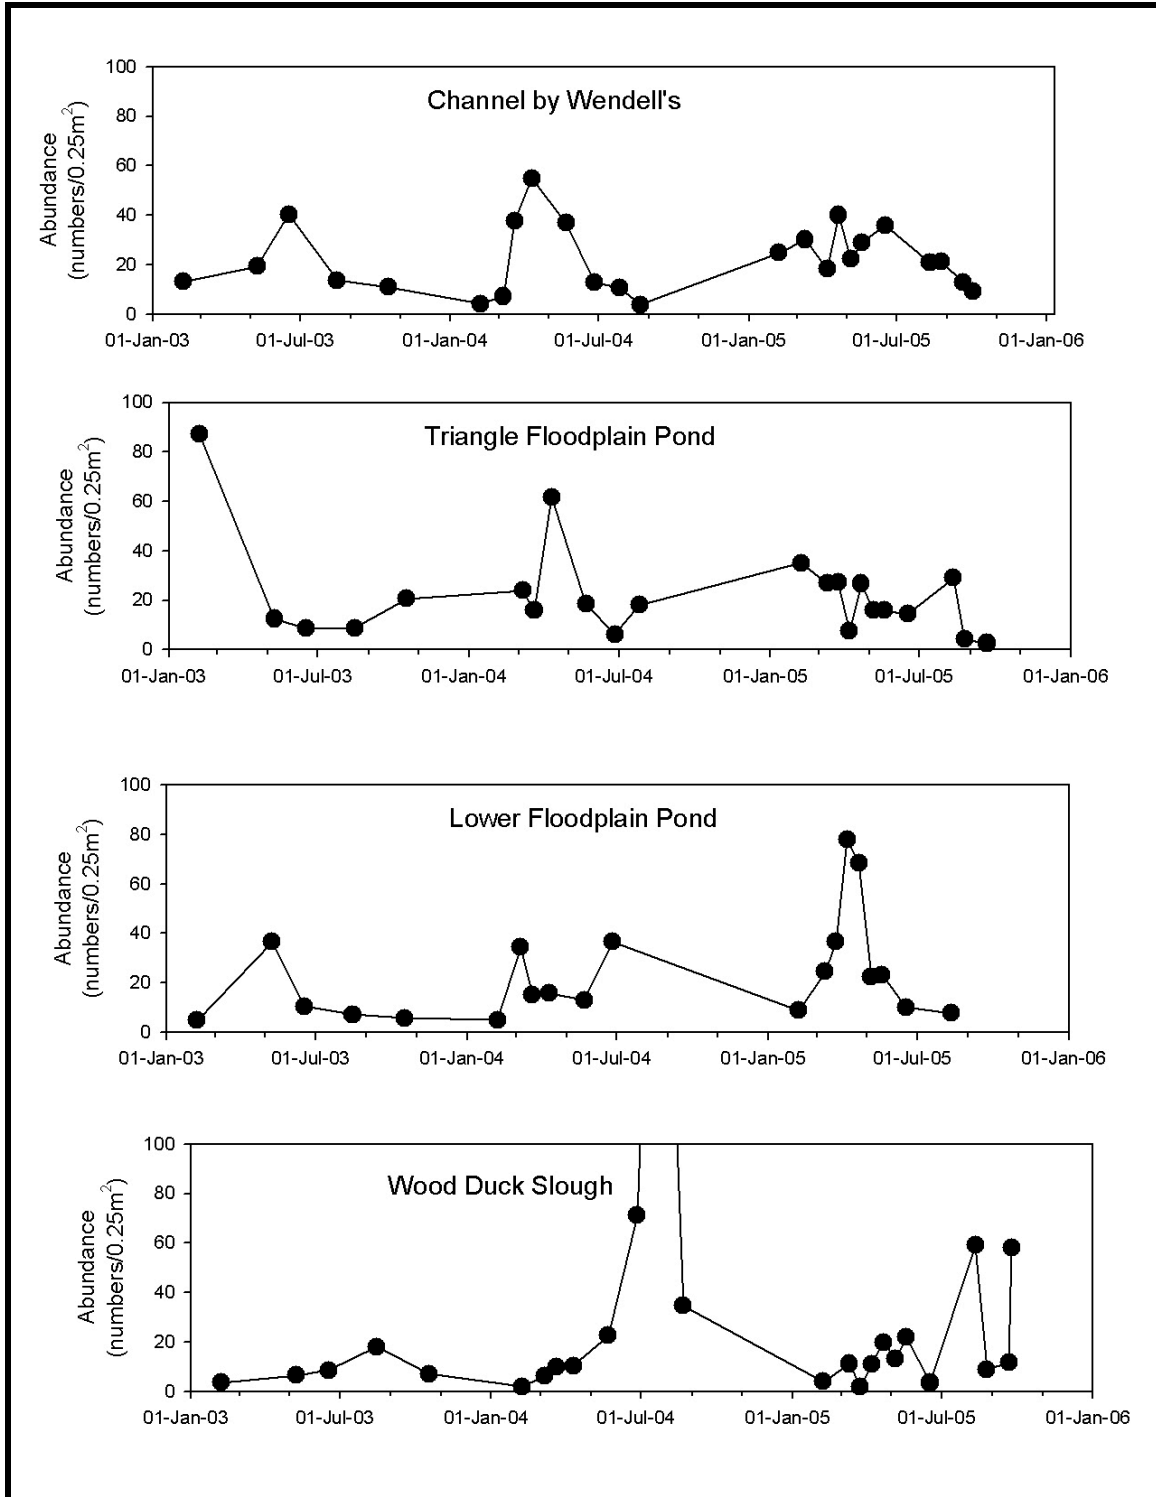 Channel by Wendell's
Abundance
(numbers/0.25m²)
100
80
60
40
20
0
01-Jan-03 01-Jul-03 01-Jan-04 01-Jul-04 01-Jan-05 01-Jul-05 01-Jan-06
Triangle Floodplain Pond
Abundance
(numbers/0.25m²)
100
80
60
40
20
0
01-Jan-03 01-Jul-03 01-Jan-04 01-Jul-04 01-Jan-05 01-Jul-05 01-Jan-06
Lower Floodplain Pond
Abundance
(numbers/0.25m²)
100
80
60
40
20
0
01-Jan-03 01-Jul-03 01-Jan-04 01-Jul-04 01-Jan-05 01-Jul-05 01-Jan-06
Wood Duck Slough
Abundance
(numbers/0.25m²)
100
80
60
40
20
0
01-Jan-03 01-Jul-03 01-Jan-04 01-Jul-04 01-Jan-05 01-Jul-05 01-Jan-06